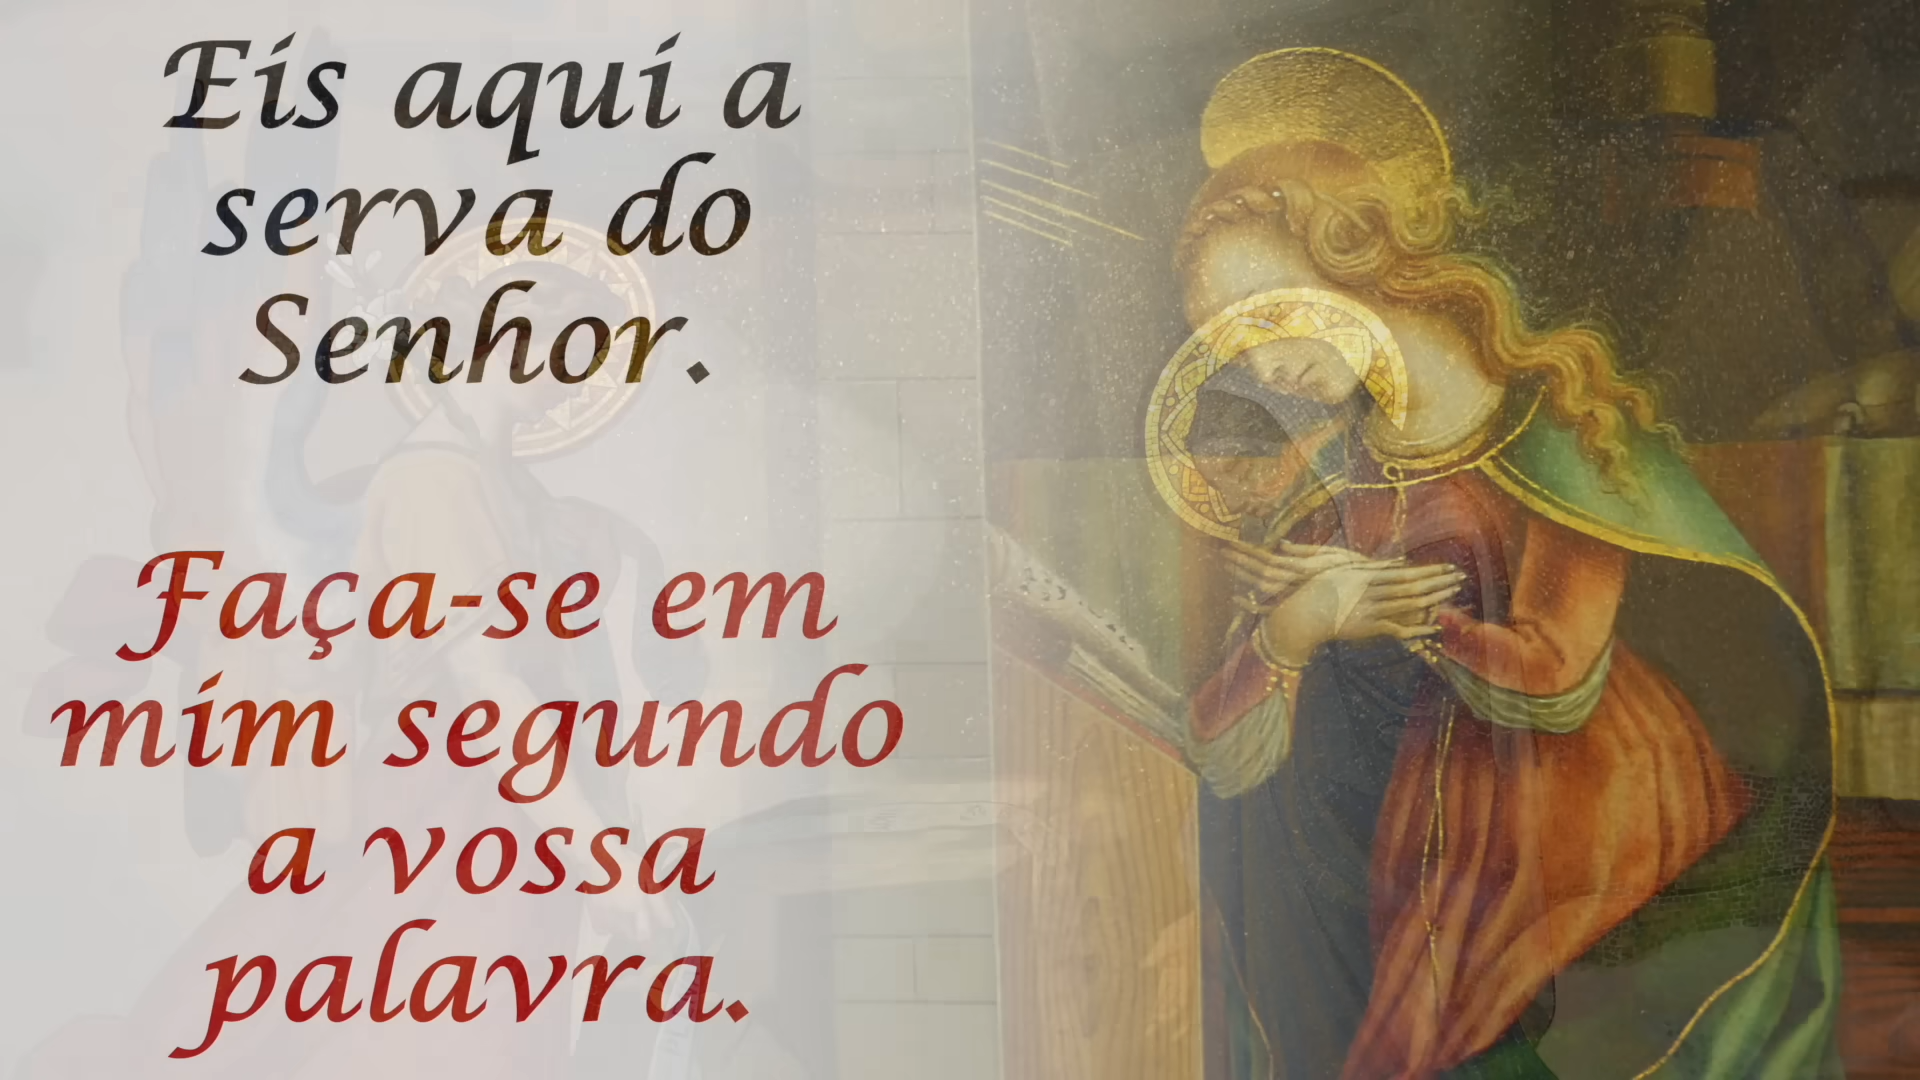 Eis aqui a
serva do
Senhor.
Faça-se em
mim segundo
a vossa
palavra.